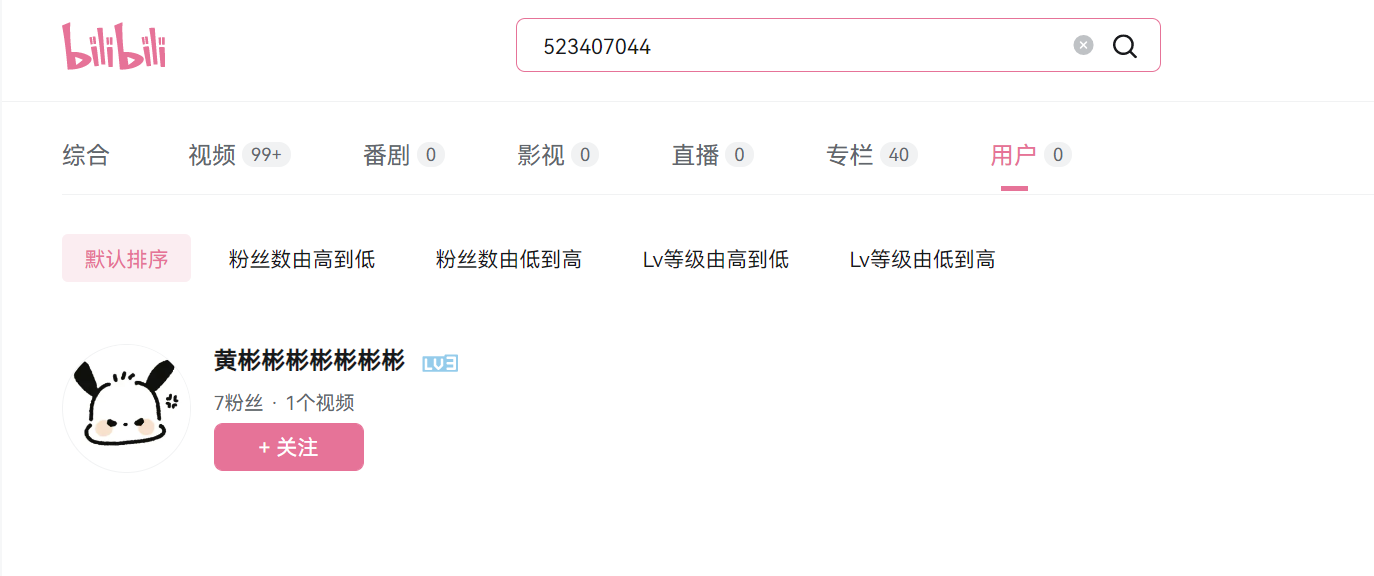 bilibili 523407044
综合 视频 99+ 番剧 0 影视 0 直播 0 专栏 40 用户 0
默认排序 粉丝数由高到低 粉丝数由低到高 Lv等级由高到低 Lv等级由低到高
黄彬彬彬彬彬彬彬 LV3
7粉丝 · 1个视频
+ 关注